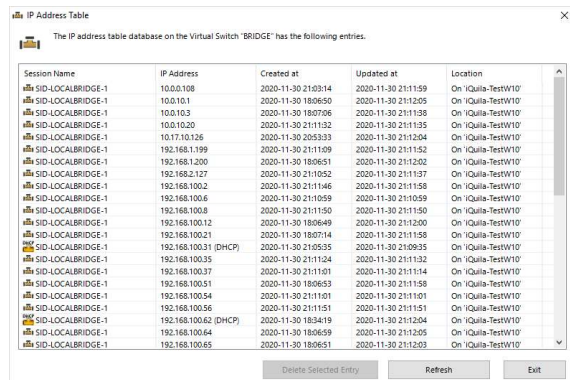 IP Address Table
The IP address table database on the Virtual Switch "BRIDGE" has the following entries.
Session Name IP Address Created at Updated at Location
SID-LOCALBRIDGE-1 10.0.0.108 2020-11-30 21:03:14 2020-11-30 21:11:59 On 'iQuila-TestW10'
SID-LOCALBRIDGE-1 10.0.10.1 2020-11-30 18:06:50 2020-11-30 21:12:05 On 'iQuila-TestW10'
SID-LOCALBRIDGE-1 10.0.10.3 2020-11-30 18:07:06 2020-11-30 21:11:38 On 'iQuila-TestW10'
SID-LOCALBRIDGE-1 10.0.10.20 2020-11-30 21:11:32 2020-11-30 21:11:35 On 'iQuila-TestW10'
SID-LOCALBRIDGE-1 10.17.10.126 2020-11-30 20:53:33 2020-11-30 21:12:04 On 'iQuila-TestW10'
SID-LOCALBRIDGE-1 192.168.1.199 2020-11-30 21:11:09 2020-11-30 21:11:52 On 'iQuila-TestW10'
SID-LOCALBRIDGE-1 192.168.1.200 2020-11-30 18:06:51 2020-11-30 21:12:02 On 'iQuila-TestW10'
SID-LOCALBRIDGE-1 192.168.2.127 2020-11-30 21:10:52 2020-11-30 21:11:37 On 'iQuila-TestW10'
SID-LOCALBRIDGE-1 192.168.100.2 2020-11-30 21:11:46 2020-11-30 21:11:58 On 'iQuila-TestW10'
SID-LOCALBRIDGE-1 192.168.100.6 2020-11-30 21:10:59 2020-11-30 21:10:59 On 'iQuila-TestW10'
SID-LOCALBRIDGE-1 192.168.100.8 2020-11-30 21:11:50 2020-11-30 21:11:50 On 'iQuila-TestW10'
SID-LOCALBRIDGE-1 192.168.100.12 2020-11-30 18:06:49 2020-11-30 21:12:00 On 'iQuila-TestW10'
SID-LOCALBRIDGE-1 192.168.100.21 2020-11-30 18:07:14 2020-11-30 21:11:58 On 'iQuila-TestW10'
DHCP SID-LOCALBRIDGE-1 192.168.100.31 (DHCP) 2020-11-30 21:05:35 2020-11-30 21:09:35 On 'iQuila-TestW10'
SID-LOCALBRIDGE-1 192.168.100.35 2020-11-30 21:11:24 2020-11-30 21:11:32 On 'iQuila-TestW10'
SID-LOCALBRIDGE-1 192.168.100.37 2020-11-30 21:11:01 2020-11-30 21:11:14 On 'iQuila-TestW10'
SID-LOCALBRIDGE-1 192.168.100.51 2020-11-30 18:06:53 2020-11-30 21:11:58 On 'iQuila-TestW10'
SID-LOCALBRIDGE-1 192.168.100.54 2020-11-30 21:11:01 2020-11-30 21:11:01 On 'iQuila-TestW10'
SID-LOCALBRIDGE-1 192.168.100.56 2020-11-30 21:11:51 2020-11-30 21:11:51 On 'iQuila-TestW10'
DHCP SID-LOCALBRIDGE-1 192.168.100.62 (DHCP) 2020-11-30 18:34:19 2020-11-30 21:12:04 On 'iQuila-TestW10'
SID-LOCALBRIDGE-1 192.168.100.64 2020-11-30 18:06:59 2020-11-30 21:12:05 On 'iQuila-TestW10'
SID-LOCALBRIDGE-1 192.168.100.65 2020-11-30 18:06:51 2020-11-30 21:12:03 On 'iQuila-TestW10'
Delete Selected Entry Refresh Exit